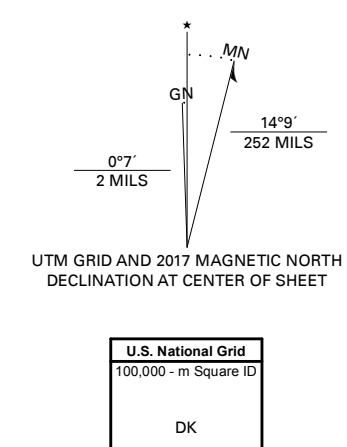 ★
MN
GN
14°9´
252 MILS
0°7´
2 MILS
UTM GRID AND 2017 MAGNETIC NORTH
DECLINATION AT CENTER OF SHEET
U.S. National Grid
100,000 - m Square ID
DK